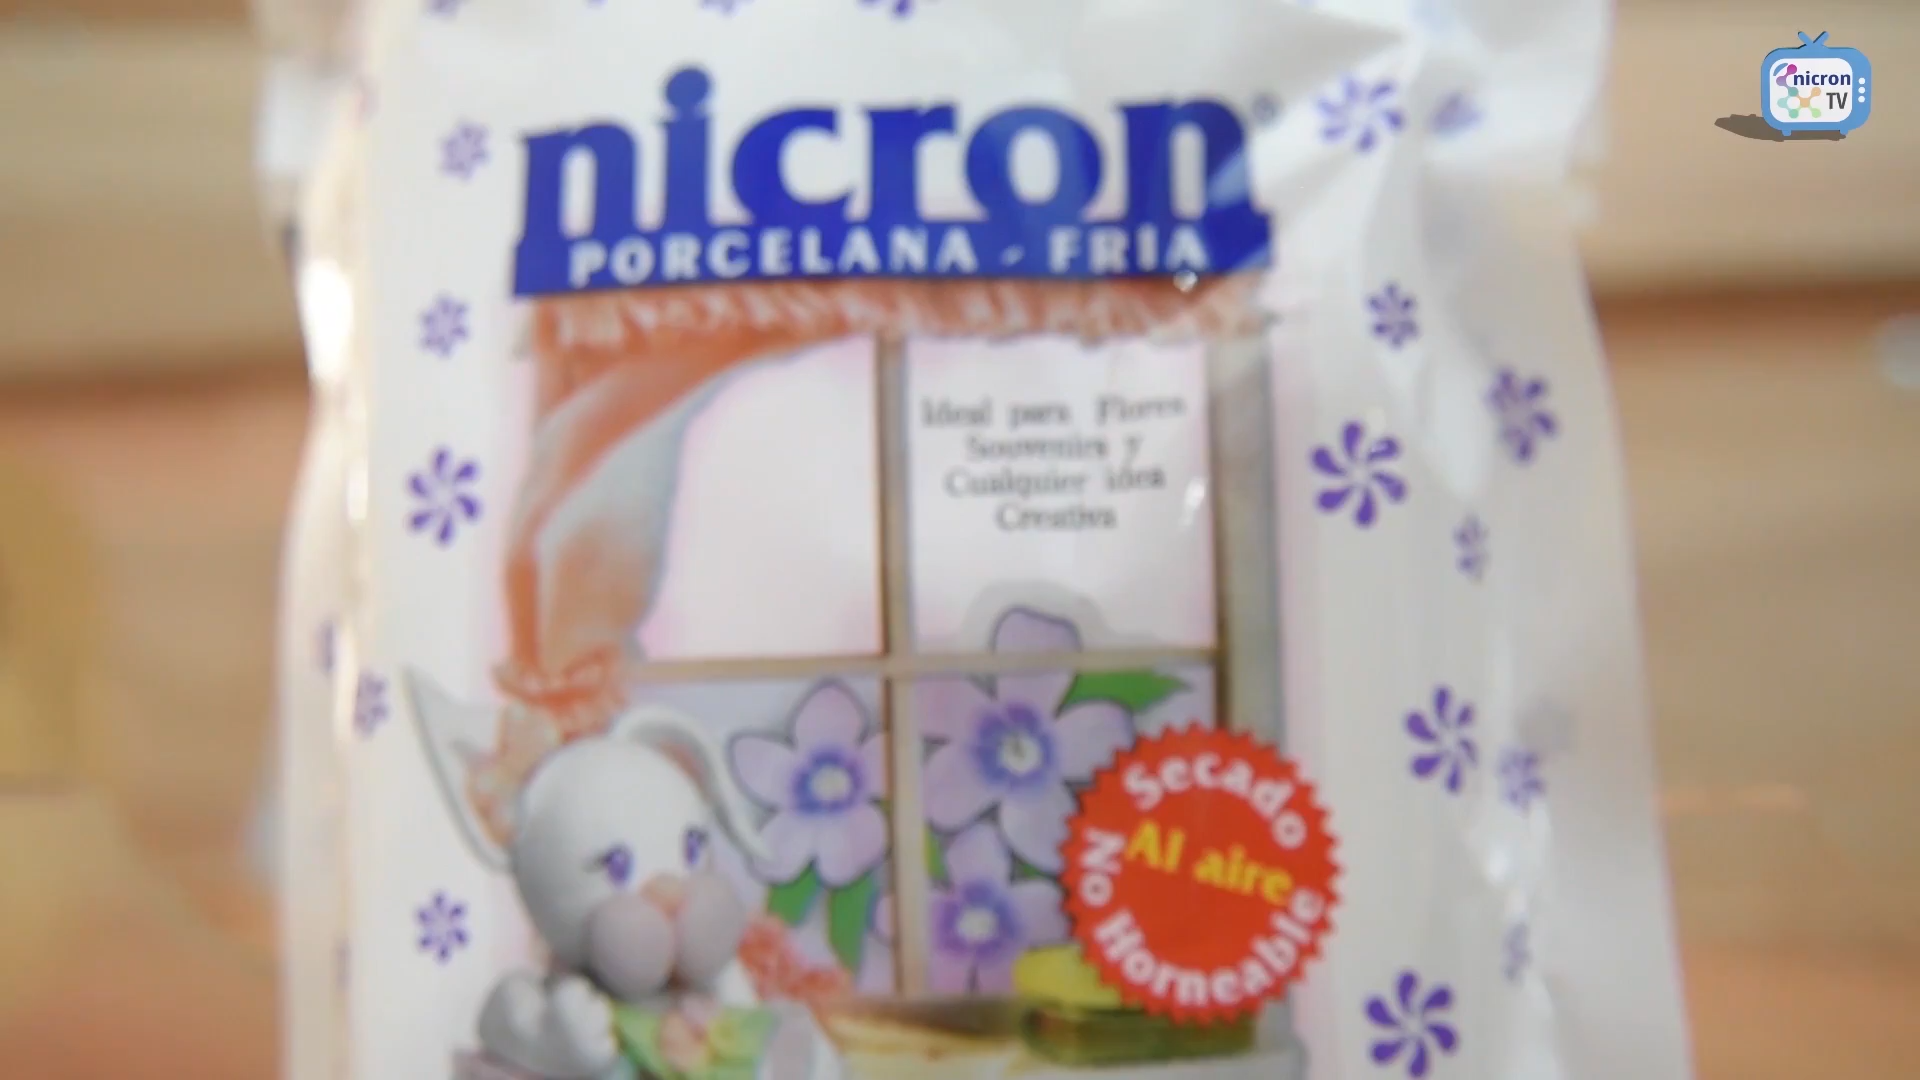 nicron
PORCELANA - FRIA
Ideal para Flores
Souvenirs y
Cualquier idea
Creativa
Secado
Al aire
No Horneable
nicron
TV